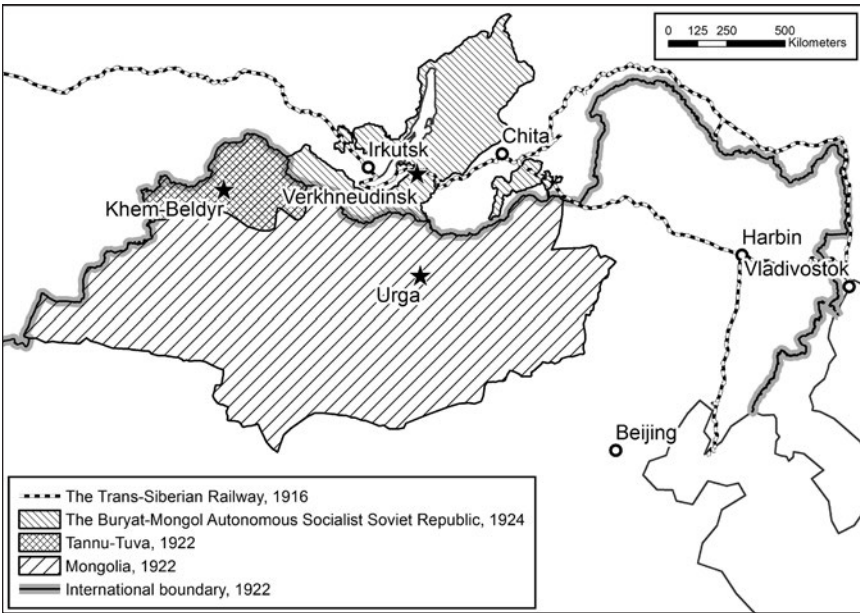 0 125 250 500
Kilometers
Chita
Irkutsk
Verkhneudinsk
Khem-Beldyr
Harbin
Vladivostok
Urga
Beijing
The Trans-Siberian Railway, 1916
The Buryat-Mongol Autonomous Socialist Soviet Republic, 1924
Tannu-Tuva, 1922
Mongolia, 1922
International boundary, 1922